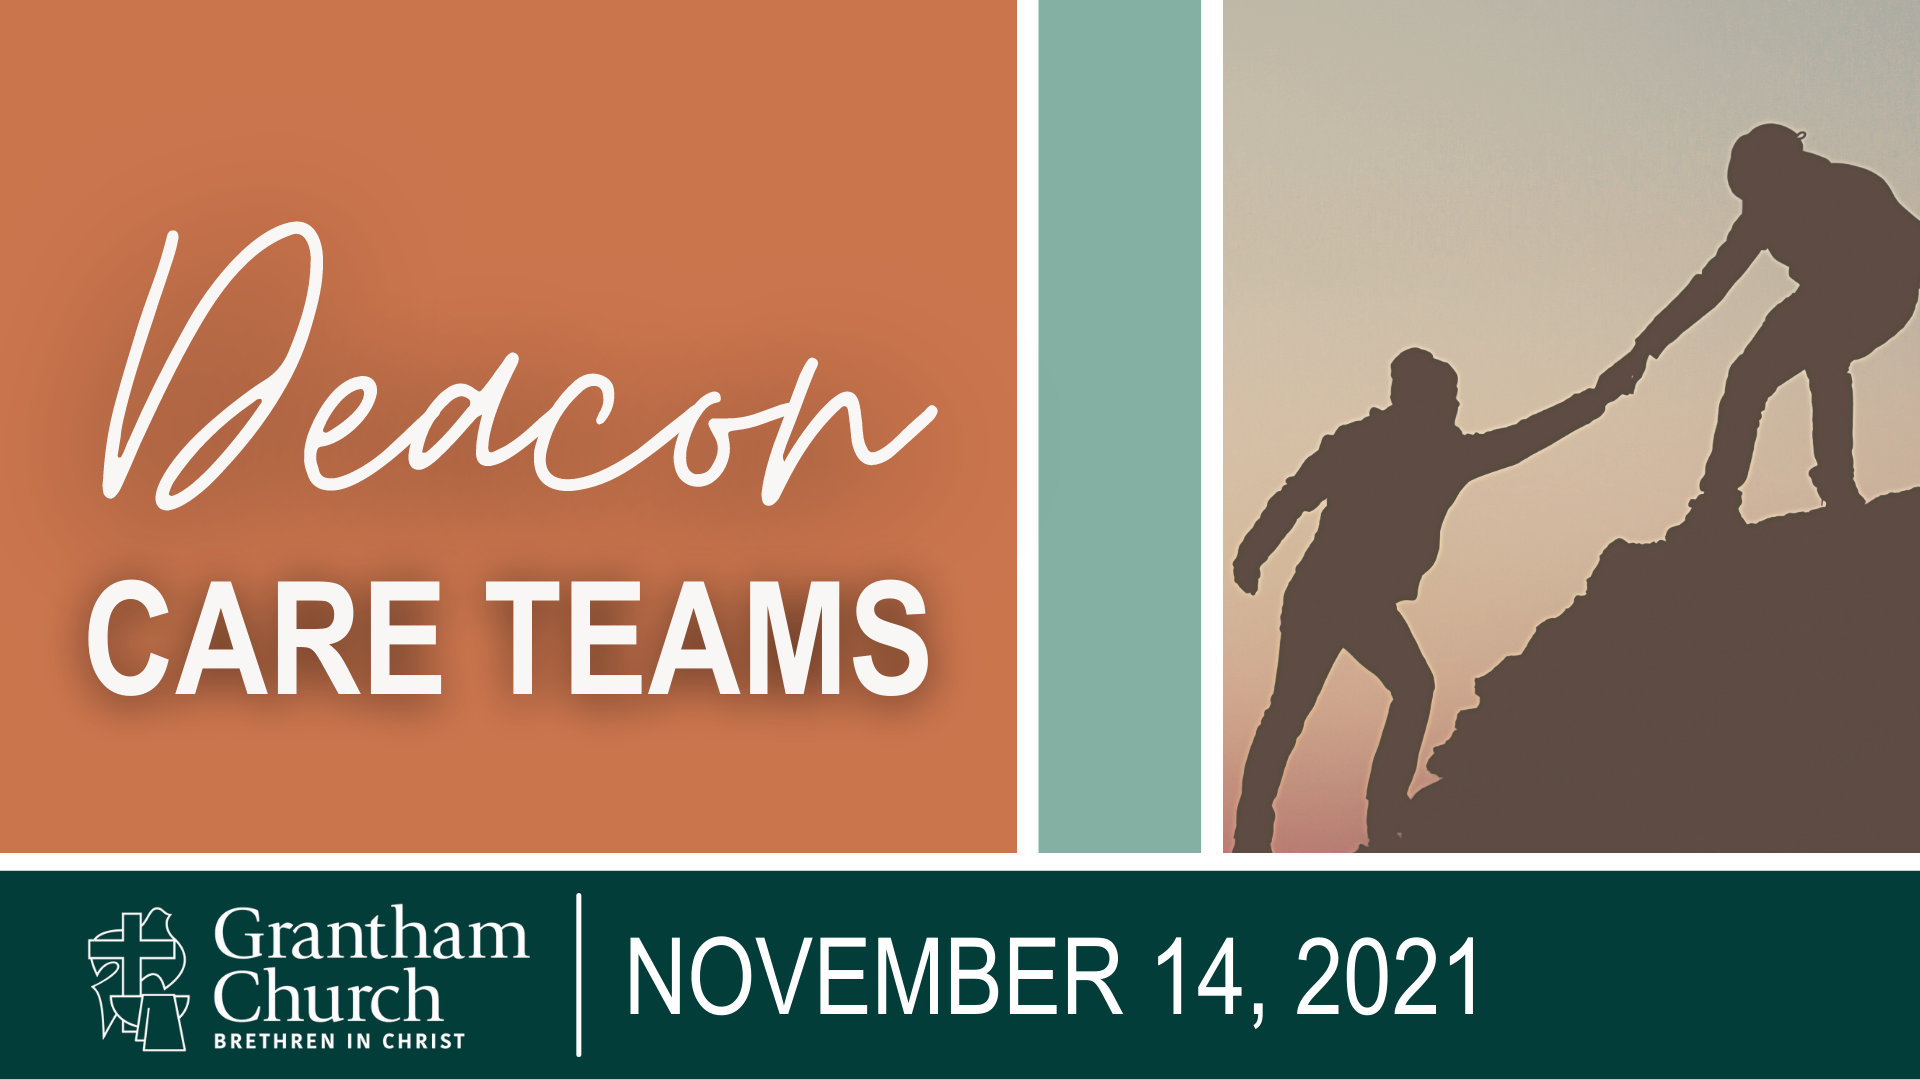 Deacon
CARE TEAMS
Grantham
Church
BRETHREN IN CHRIST
NOVEMBER 14, 2021